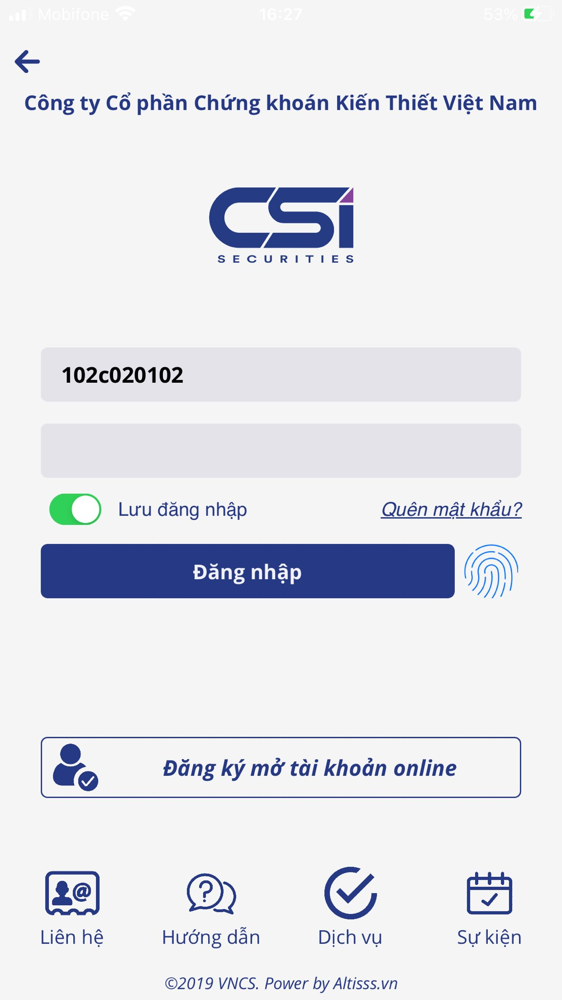 Mobifone 16:27 53%
Công ty Cổ phần Chứng khoán Kiến Thiết Việt Nam
CSi
SECURITIES
102c020102
Lưu đăng nhập Quên mật khẩu?
Đăng nhập
Đăng ký mở tài khoản online
@
Liên hệ Hướng dẫn Dịch vụ Sự kiện
©2019 VNCS. Power by Altisss.vn